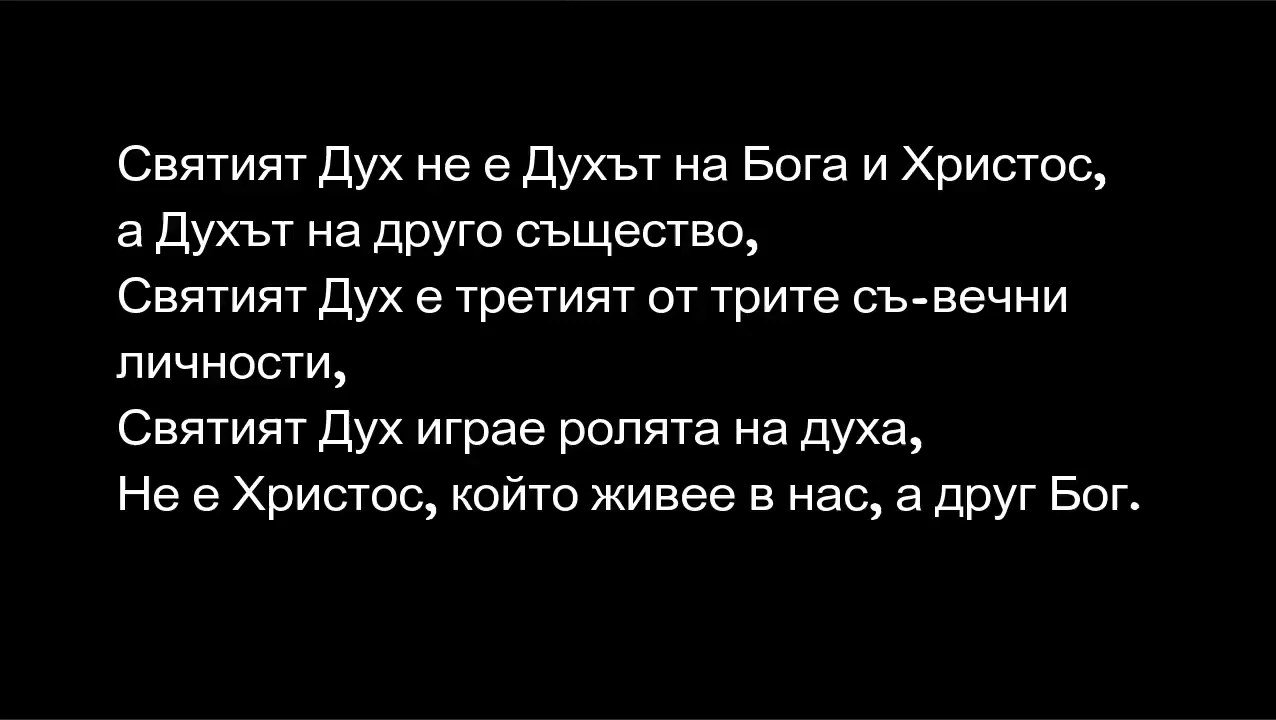 Святият Дух не е Духът на Бога и Христос,
а Духът на друго същество,
Святият Дух е третият от трите съ-вечни
личности,
Святият Дух играе ролята на духа,
Не е Христос, който живее в нас, а друг Бог.